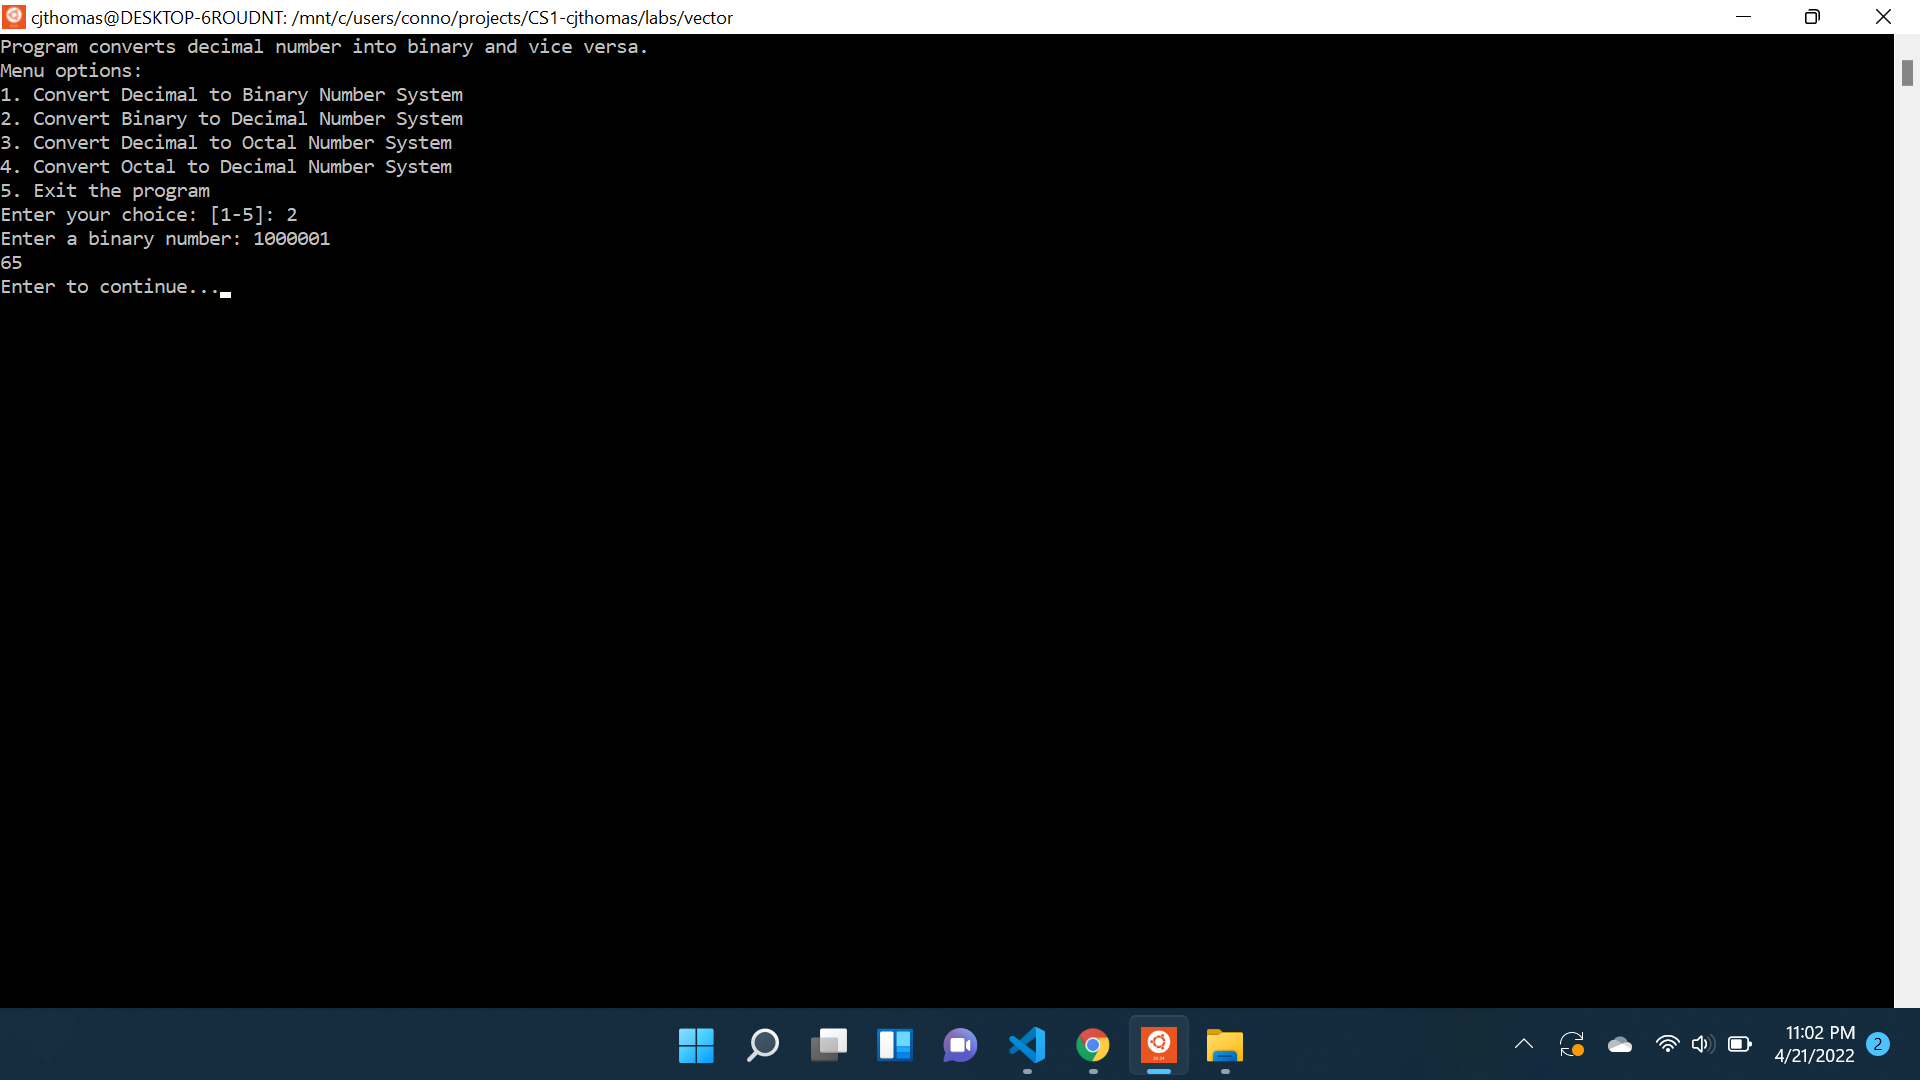 cjthomas@DESKTOP-6ROUDNT: /mnt/c/users/conno/projects/CS1-cjthomas/labs/vector
Program converts decimal number into binary and vice versa.
Menu options:
1. Convert Decimal to Binary Number System
2. Convert Binary to Decimal Number System
3. Convert Decimal to Octal Number System
4. Convert Octal to Decimal Number System
5. Exit the program
Enter your choice: [1-5]: 2
Enter a binary number: 1000001
65
Enter to continue...
11:02 PM
4/21/2022
2